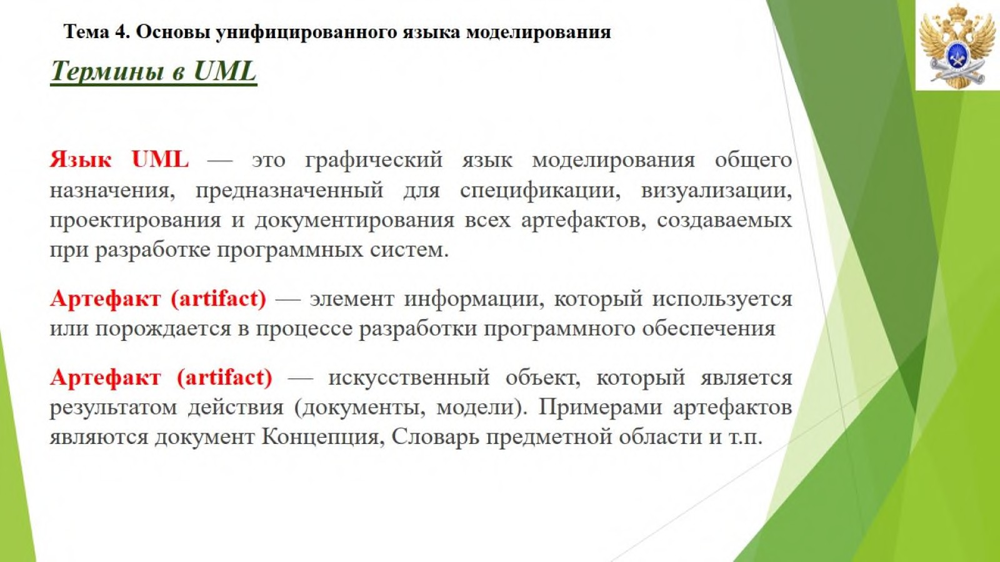 Тема 4. Основы унифицированного языка моделирования
Термины в UML
Язык UML — это графический язык моделирования общего
назначения, предназначенный для спецификации, визуализации,
проектирования и документирования всех артефактов, создаваемых
при разработке программных систем.
Артефакт (artifact) — элемент информации, который используется
или порождается в процессе разработки программного обеспечения
Артефакт (artifact) — искусственный объект, который является
результатом действия (документы, модели). Примерами артефактов
являются документ Концепция, Словарь предметной области и т.п.